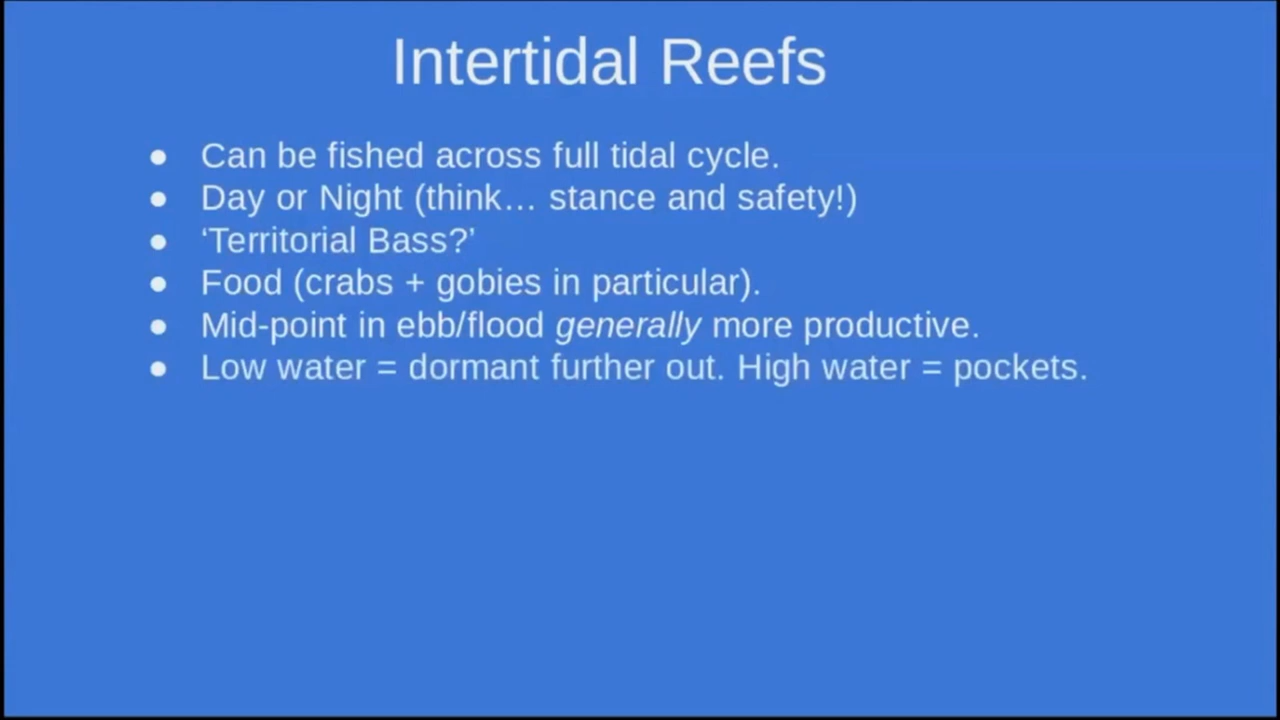 Intertidal Reefs
● Can be fished across full tidal cycle.
● Day or Night (think… stance and safety!)
● ‘Territorial Bass?’
● Food (crabs + gobies in particular).
● Mid-point in ebb/flood generally more productive.
● Low water = dormant further out. High water = pockets.